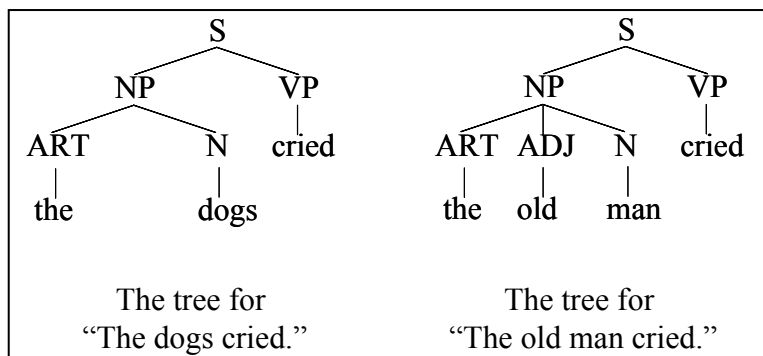 S S
NP VP NP VP
ART N cried ART ADJ N cried
the dogs the old man
The tree for
“The dogs cried.”
The tree for
“The old man cried.”